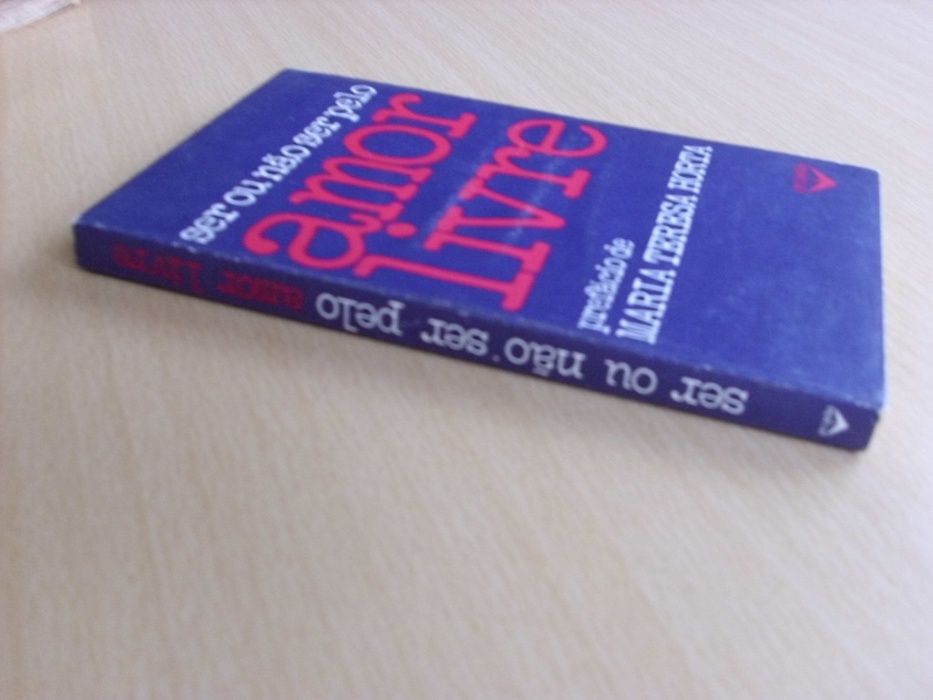 ser ou não ser pelo
amor
livre
prefácio de
MARIA TERESA HORTA
ser ou não ser pelo amor livre